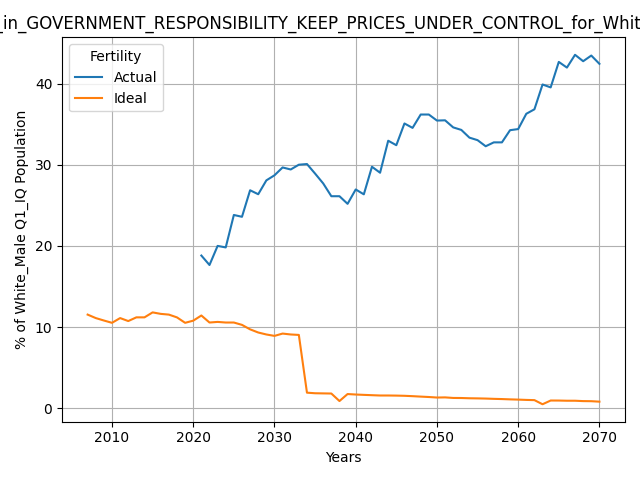 _in_GOVERNMENT_RESPONSIBILITY_KEEP_PRICES_UNDER_CONTROL_for_Whit
Fertility
Actual
Ideal
% of White_Male Q1_IQ Population
40
30
20
10
0
2010 2020 2030 2040 2050 2060 2070
Years